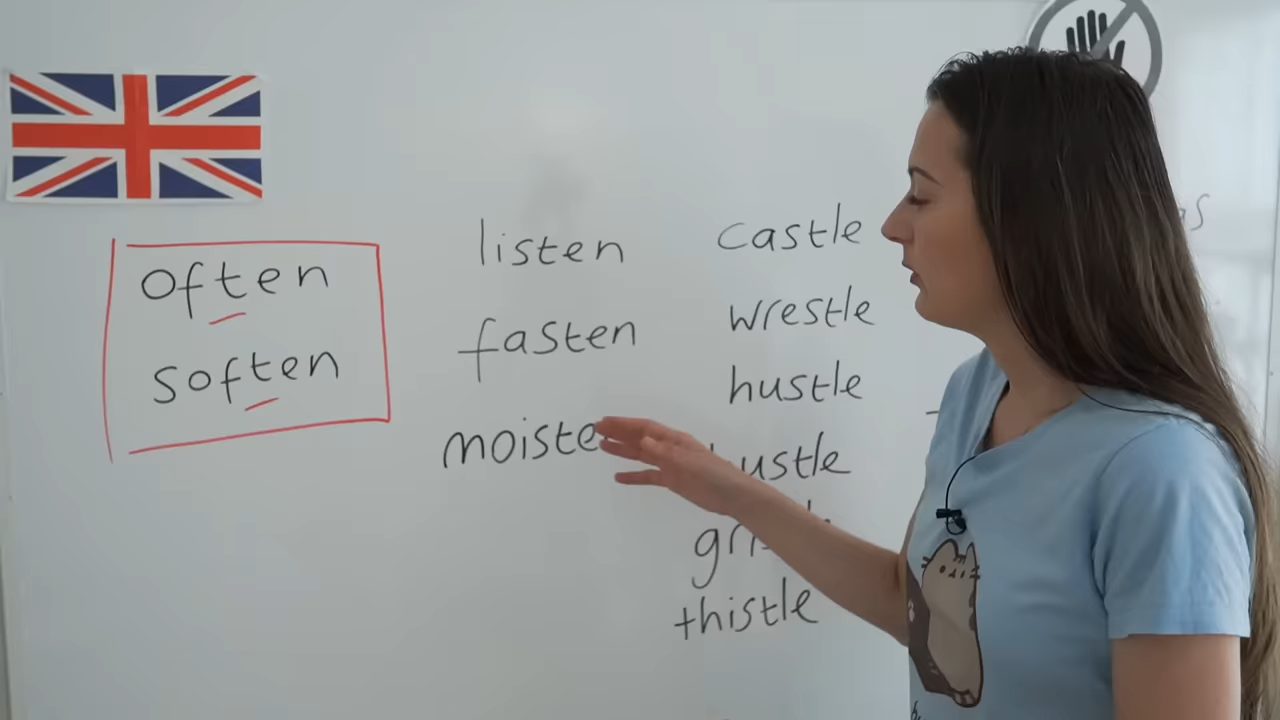 often
soften
listen
fasten
castle
wrestle
hustle
thistle